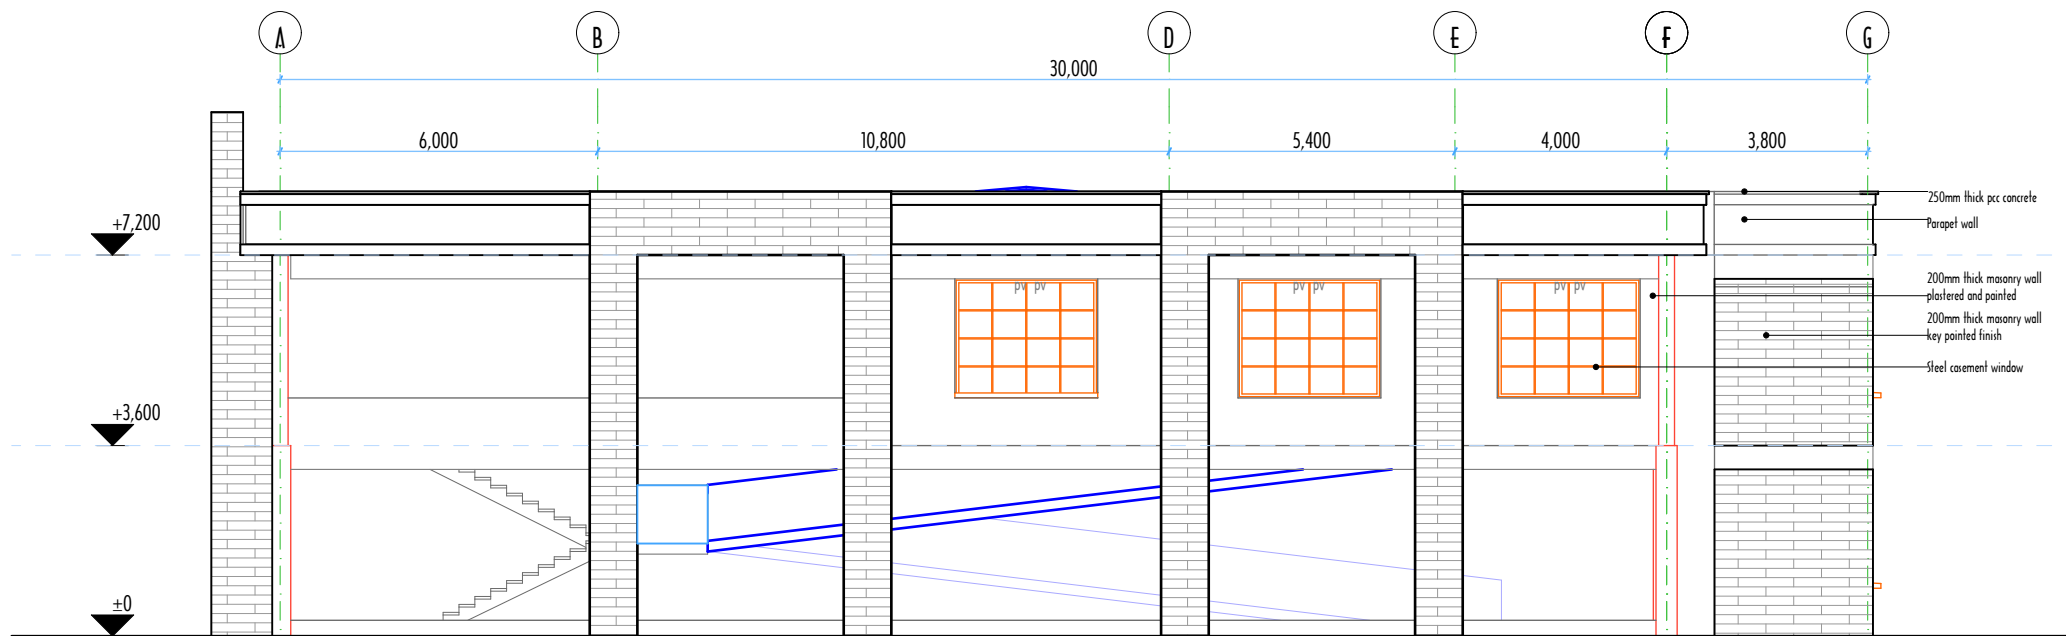 A B D E F G
30,000
6,000 10,800 5,400 4,000 3,800
250mm thick pcc concrete
+7,200
Parapet wall
200mm thick masonry wall
plastered and painted
pv pv pv pv pv pv
200mm thick masonry wall
key pointed finish
Steel casement window
+3,600
±0